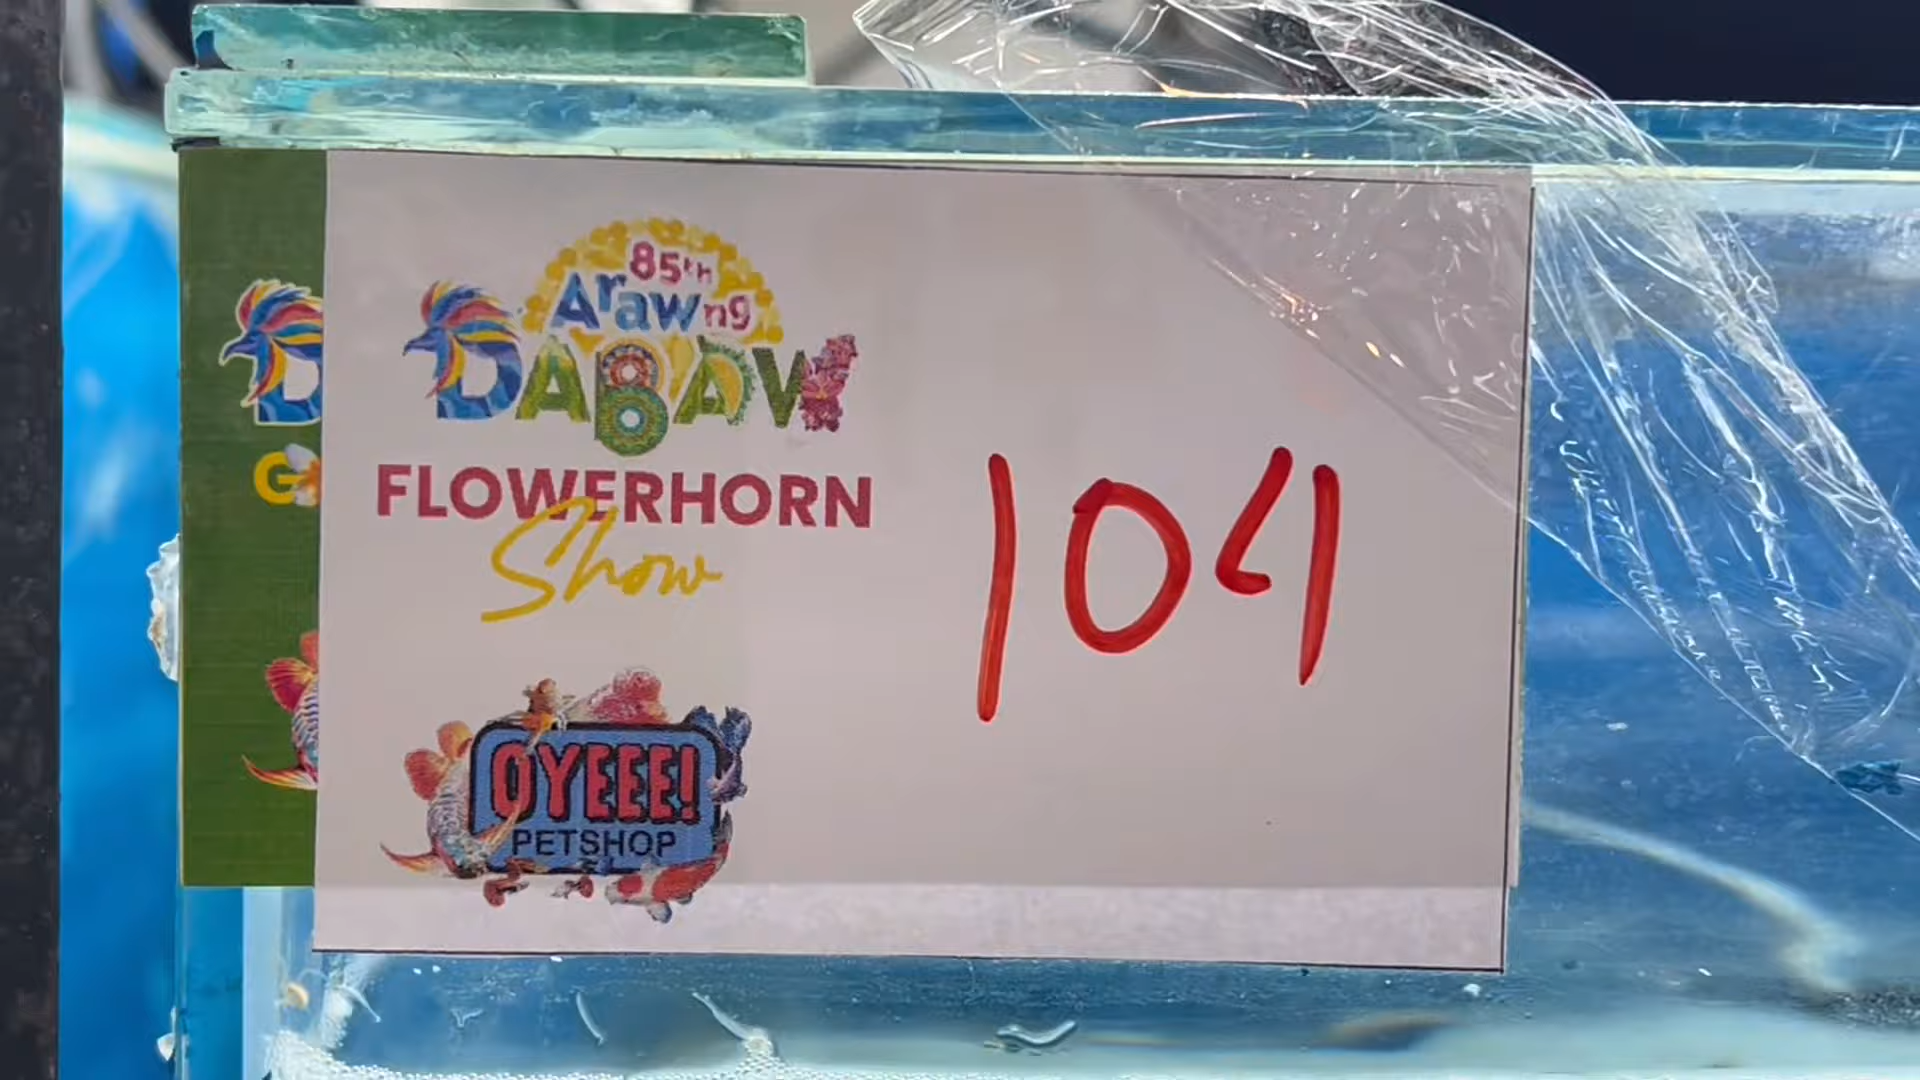 85th
Araw ng
DABAW
FLOWERHORN
Show
104
OYEEE!
PETSHOP
D
G